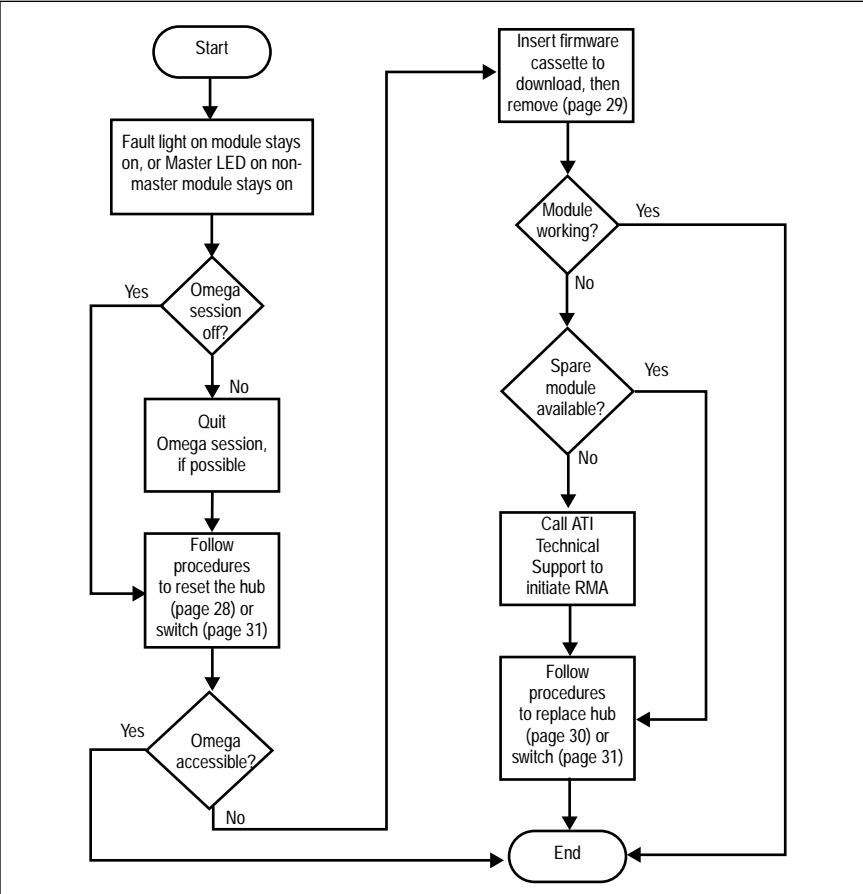 Start
Fault light on module stays
on, or Master LED on non-
master module stays on
Omega
session
off?
Yes
No
Quit
Omega session,
if possible
Follow
procedures
to reset the hub
(page 28) or
switch (page 31)
Omega
accessible?
Yes
No
Insert firmware
cassette to
download, then
remove (page 29)
Module
working?
Yes
No
Spare
module
available?
Yes
No
Call ATI
Technical
Support to
initiate RMA
Follow
procedures
to replace hub
(page 30) or
switch (page 31)
End